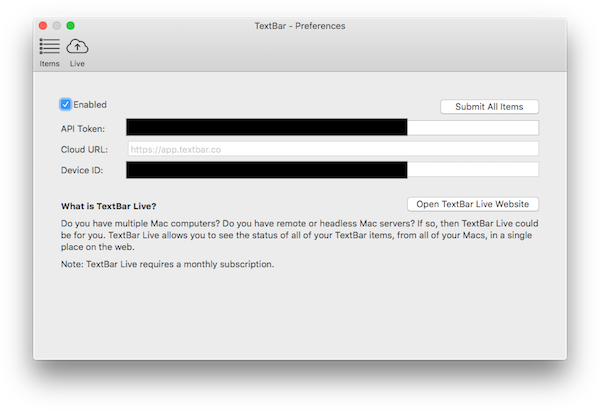 TextBar - Preferences
Items Live
Enabled Submit All Items
API Token:
Cloud URL: https://app.textbar.co
Device ID:
What is TextBar Live? Open TextBar Live Website
Do you have multiple Mac computers? Do you have remote or headless Mac servers? If so, then TextBar Live could
be for you. TextBar Live allows you to see the status of all of your TextBar items, from all of your Macs, in a single
place on the web.
Note: TextBar Live requires a monthly subscription.